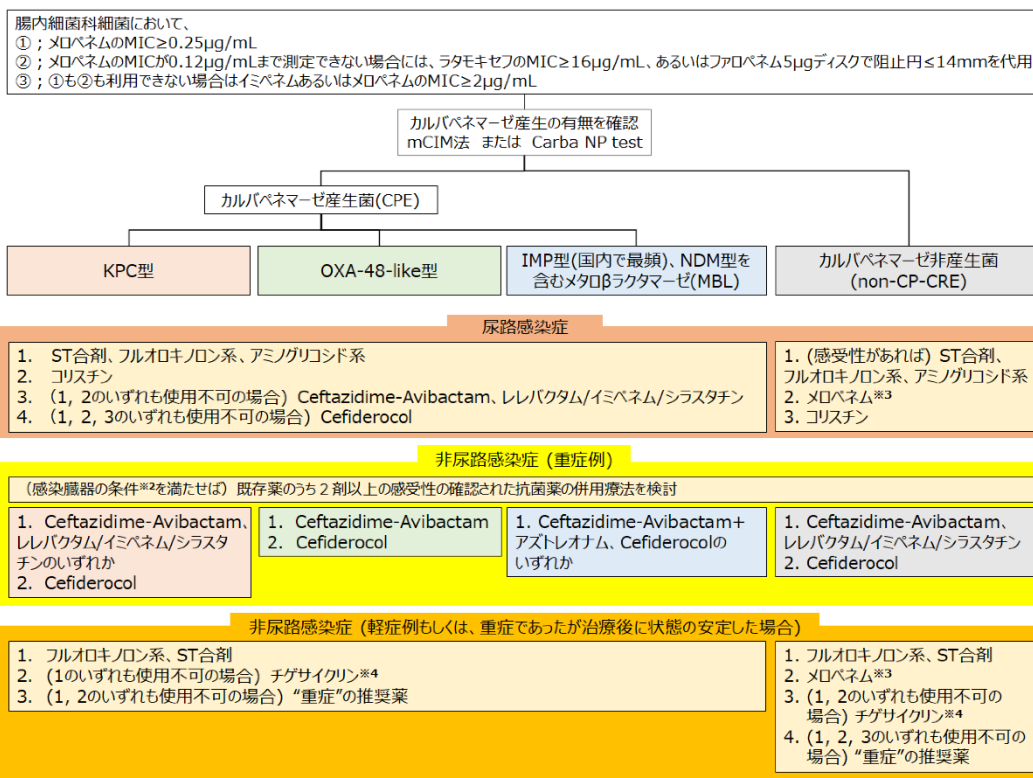 腸内細菌科細菌において、
①；メロペネムのMIC≥0.25μg/mL
②；メロペネムのMICが0.12μg/mLまで測定できない場合には、ラタモキセフのMIC≥16μg/mL、あるいはファロペネム5μgディスクで阻止円≤14mmを代用
③；①も②も利用できない場合はイミペネムあるいはメロペネムのMIC≥2μg/mL
カルバペネマーゼ産生の有無を確認
mCIM法 または Carba NP test
カルバペネマーゼ産生菌(CPE)
KPC型
OXA-48-like型
IMP型(国内で最頻)、NDM型を
含むメタロβラクタマーゼ(MBL)
カルバペネマーゼ非産生菌
(non-CP-CRE)
尿路感染症
1. ST合剤、フルオロキノロン系、アミノグリコシド系
2. コリスチン
3. (1, 2のいずれも使用不可の場合) Ceftazidime-Avibactam、レレバクタム/イミペネム/シラスタチン
4. (1, 2, 3のいずれも使用不可の場合) Cefiderocol
1. (感受性があれば) ST合剤、
フルオロキノロン系、アミノグリコシド系
2. メロペネム※3
3. コリスチン
非尿路感染症 (重症例)
（感染臓器の条件※2を満たせば）既存薬のうち２剤以上の感受性の確認された抗菌薬の併用療法を検討
1. Ceftazidime-Avibactam、
レレバクタム/イミペネム/シラスタ
チンのいずれか
2. Cefiderocol
1. Ceftazidime-Avibactam
2. Cefiderocol
1. Ceftazidime-Avibactam+
アズトレオナム、Cefiderocolの
いずれか
1. Ceftazidime-Avibactam、
レレバクタム/イミペネム/シラスタチン
2. Cefiderocol
非尿路感染症 (軽症例もしくは、重症であったが治療後に状態の安定した場合)
1. フルオロキノロン系、ST合剤
2. (1のいずれも使用不可の場合) チゲサイクリン※4
3. (1, 2のいずれも使用不可の場合) “重症”の推奨薬
1. フルオロキノロン系、ST合剤
2. メロペネム※3
3. (1, 2のいずれも使用不可の
場合) チゲサイクリン※4
4. (1, 2, 3のいずれも使用不可の
場合) “重症”の推奨薬